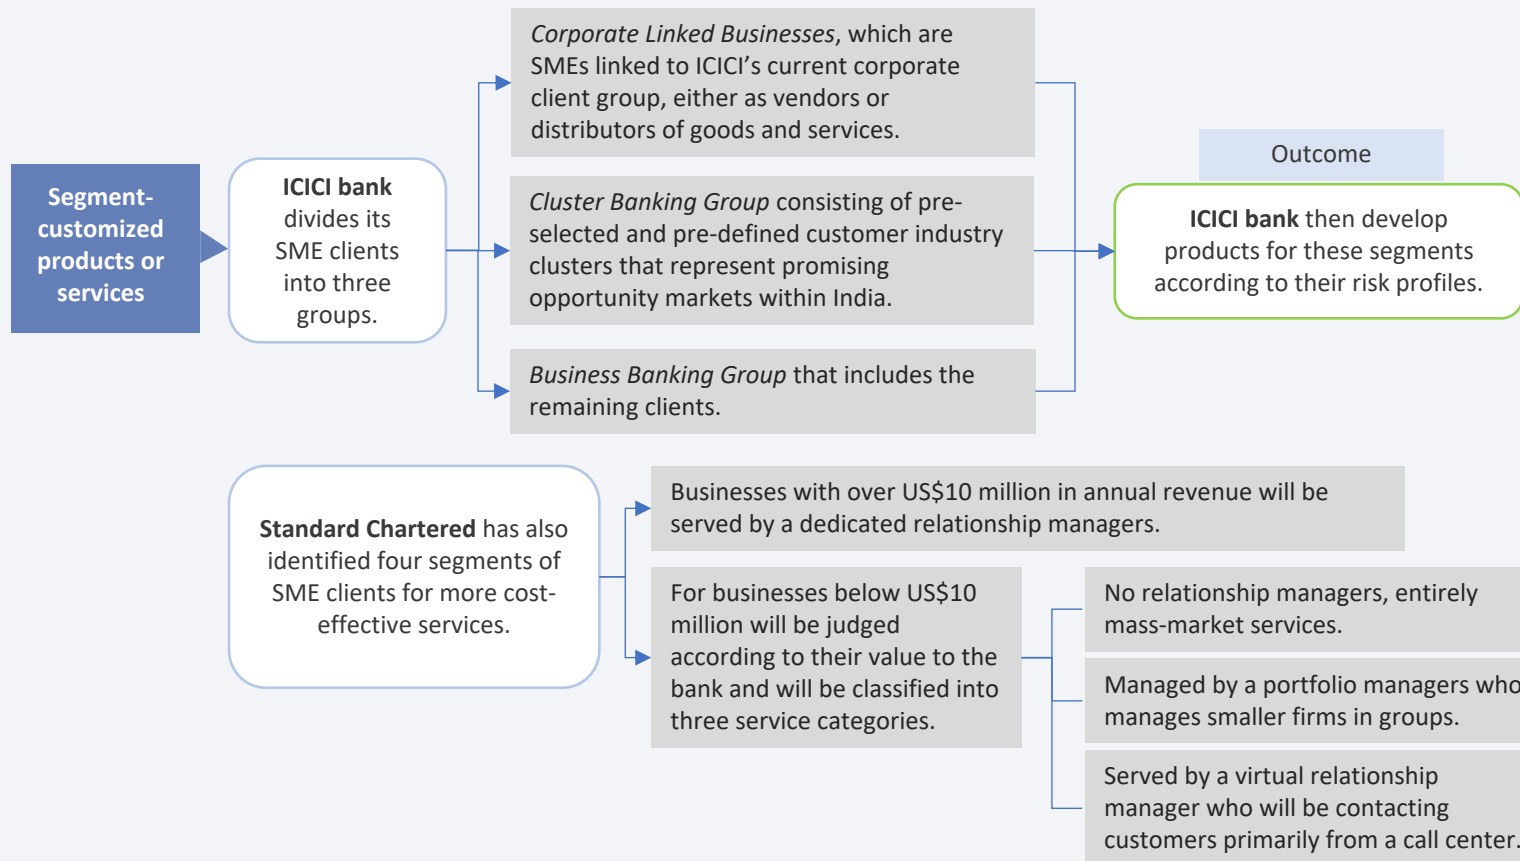 Segment-
customized
products or
services
ICICI bank
divides its
SME clients
into three
groups.
Corporate Linked Businesses, which are
SMEs linked to ICICI's current corporate
client group, either as vendors or
distributors of goods and services.
Cluster Banking Group consisting of pre-
selected and pre-defined customer industry
clusters that represent promising
opportunity markets within India.
Business Banking Group that includes the
remaining clients.
Outcome
ICICI bank then develop
products for these segments
according to their risk profiles.
Standard Chartered has also
identified four segments of
SME clients for more cost-
effective services.
Businesses with over US$10 million in annual revenue will be
served by a dedicated relationship managers.
For businesses below US$10
million will be judged
according to their value to the
bank and will be classified into
three service categories.
No relationship managers, entirely
mass-market services.
Managed by a portfolio managers who
manages smaller firms in groups.
Served by a virtual relationship
manager who will be contacting
customers primarily from a call center.